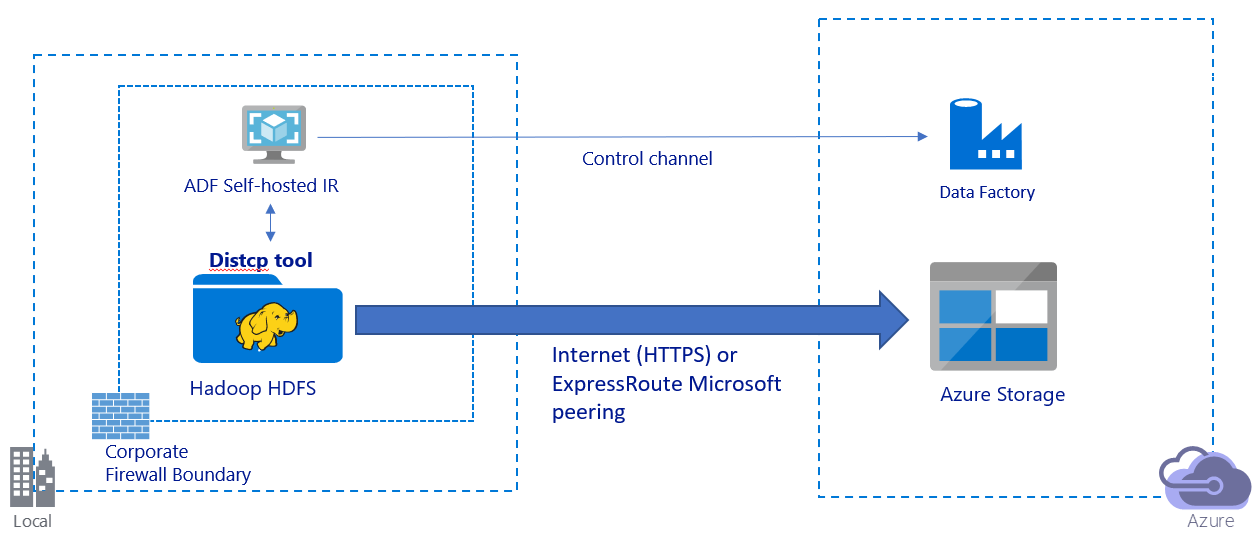 ADF Self-hosted IR
Control channel
Data Factory
Distcp tool
Hadoop HDFS
Internet (HTTPS) or
ExpressRoute Microsoft
peering
Azure Storage
Corporate
Firewall Boundary
Local
Azure